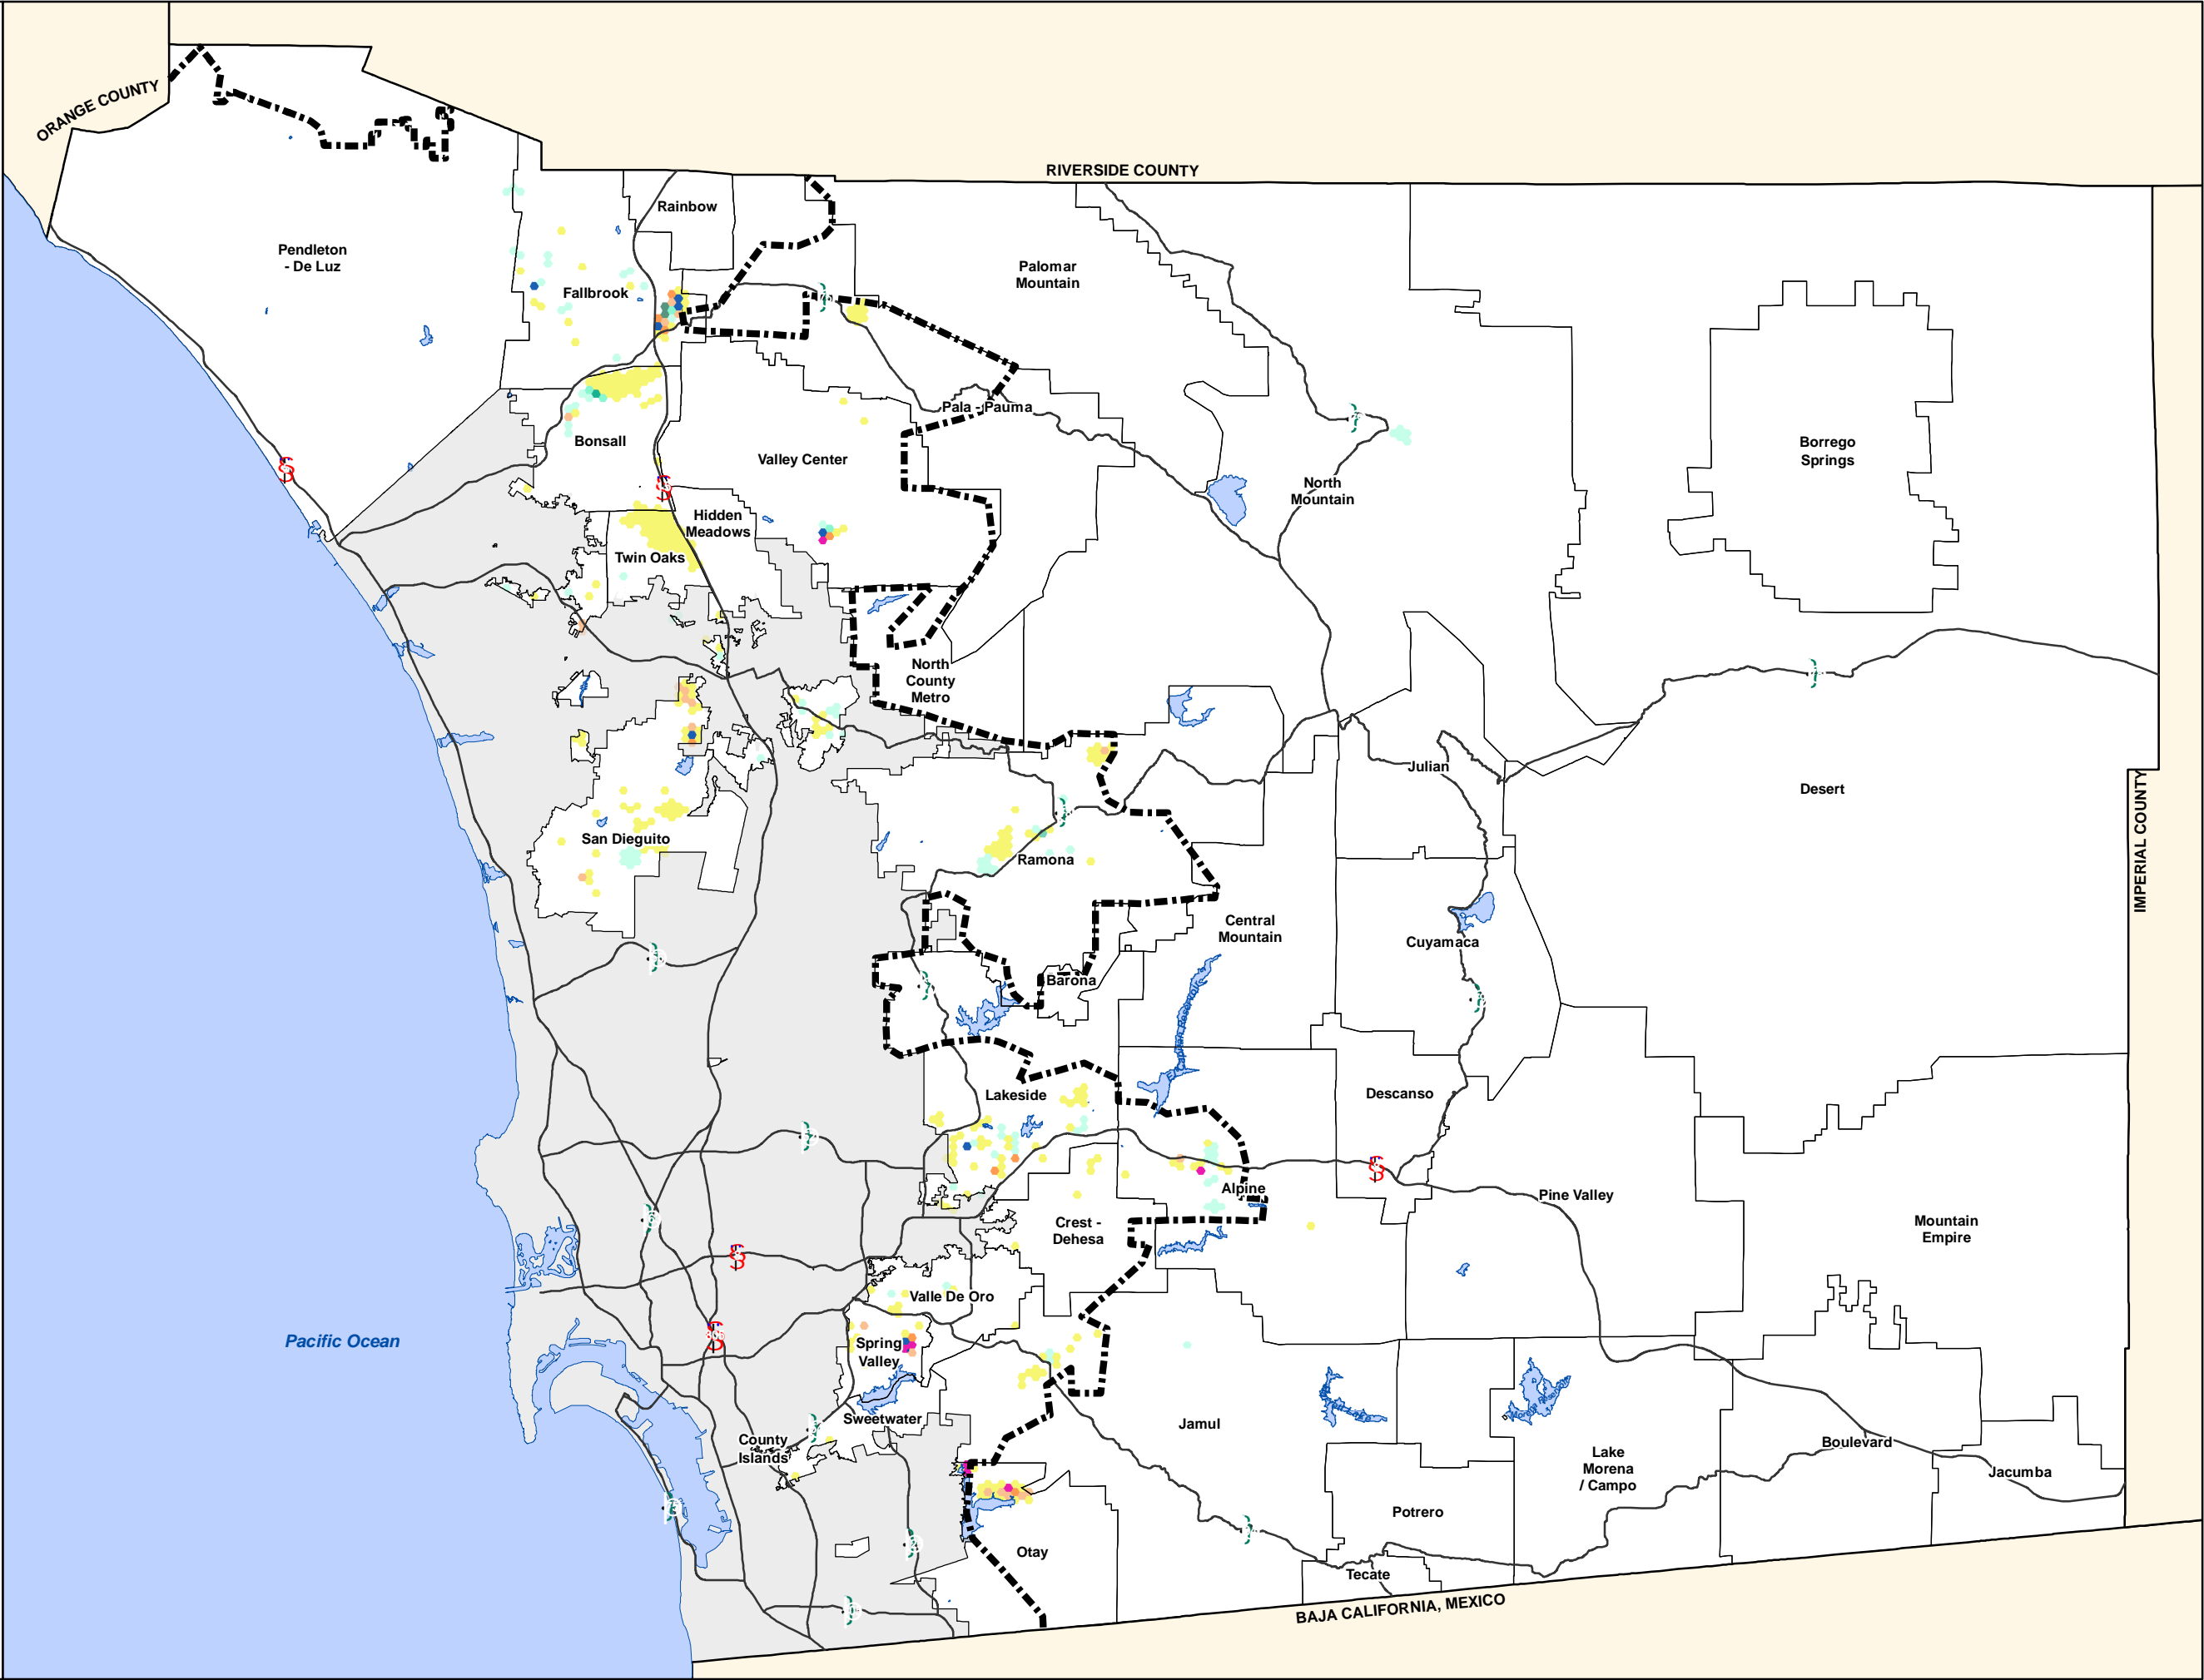 ORANGE COUNTY
RIVERSIDE COUNTY
Rainbow
Pendleton
- De Luz
Palomar
Mountain
Fallbrook
Pala - Pauma
Bonsall
Borrego
Springs
Valley Center
North
Mountain
Hidden
Meadows
Twin Oaks
North
County
Metro
Julian
Desert
IMPERIAL COUNTY
San Dieguito
Ramona
Central
Mountain
Cuyamaca
Barona
Lakeside
Descanso
Alpine
Pine Valley
Crest -
Dehesa
Mountain
Empire
Valle De Oro
Pacific Ocean
Spring
Valley
Sweetwater
Jamul
County
Islands
Lake
Morena
/ Campo
Boulevard
Jacumba
Potrero
Otay
Tecate
BAJA CALIFORNIA, MEXICO